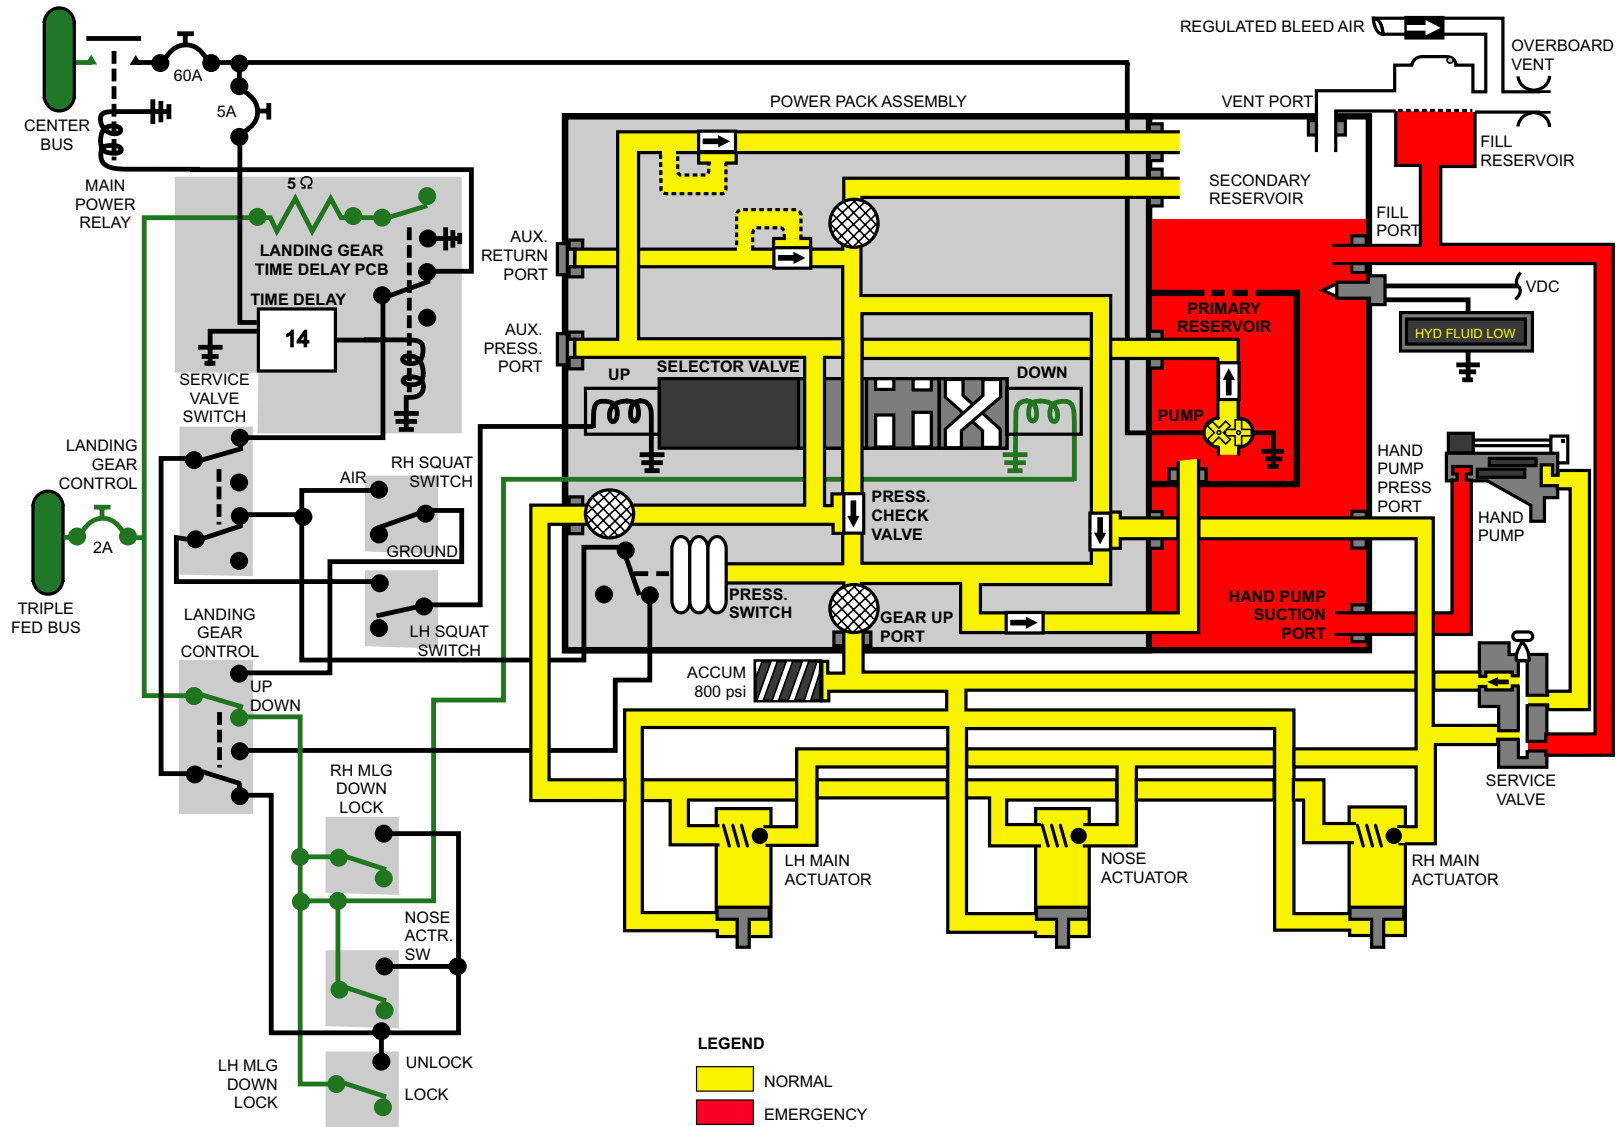 REGULATED BLEED AIR
OVERBOARD
VENT
60A
5A
CENTER
BUS
POWER PACK ASSEMBLY
VENT PORT
FILL
RESERVOIR
MAIN
POWER
RELAY
5 Ω
SECONDARY
RESERVOIR
FILL
PORT
LANDING GEAR
TIME DELAY PCB
AUX.
RETURN
PORT
TIME DELAY
14
VDC
PRIMARY
RESERVOIR
HYD FLUID LOW
AUX.
PRESS.
PORT
SERVICE
VALVE
SWITCH
UP
SELECTOR VALVE
DOWN
PUMP
LANDING
GEAR
CONTROL
AIR
RH SQUAT
SWITCH
GROUND
HAND
PUMP
PRESS
PORT
HAND
PUMP
PRESS.
CHECK
VALVE
2A
TRIPLE
FED BUS
LANDING
GEAR
CONTROL
LH SQUAT
SWITCH
PRESS.
SWITCH
GEAR UP
PORT
HAND PUMP
SUCTION
PORT
UP
DOWN
ACCUM
800 psi
RH MLG
DOWN
LOCK
SERVICE
VALVE
LH MAIN
ACTUATOR
NOSE
ACTUATOR
RH MAIN
ACTUATOR
NOSE
ACTR.
SW
LH MLG
DOWN
LOCK
UNLOCK
LOCK
LEGEND
NORMAL
EMERGENCY